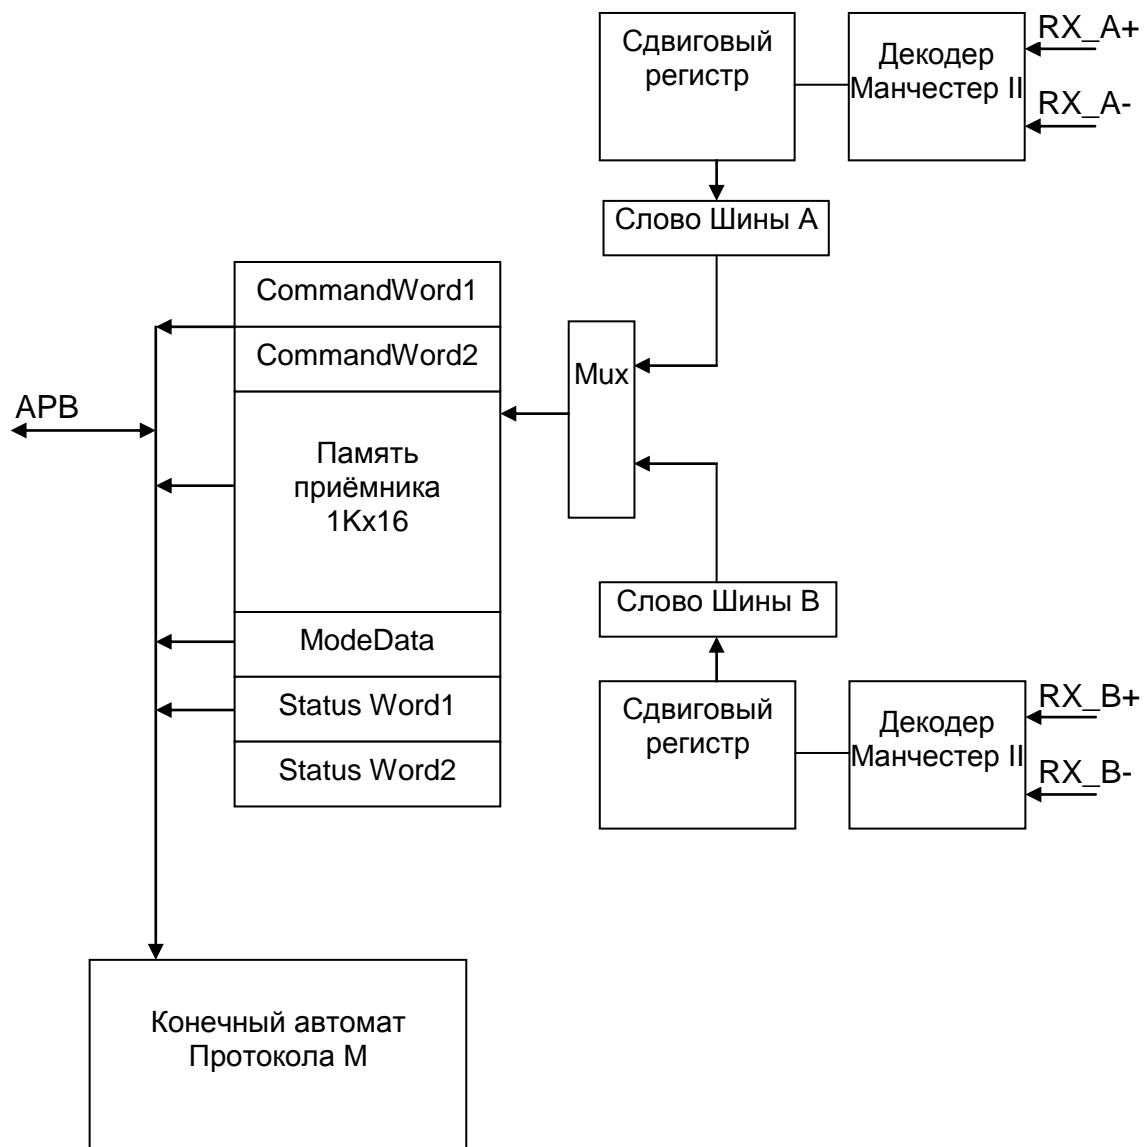 Сдвиговый
регистр
Декодер
Манчестер II
RX_A+
RX_A-
Слово Шины А
CommandWord1
CommandWord2
Mux
APB
Память
приёмника
1Kx16
Слово Шины В
ModeData
Status Word1
Status Word2
Сдвиговый
регистр
Декодер
Манчестер II
RX_B+
RX_B-
Конечный автомат
Протокола М